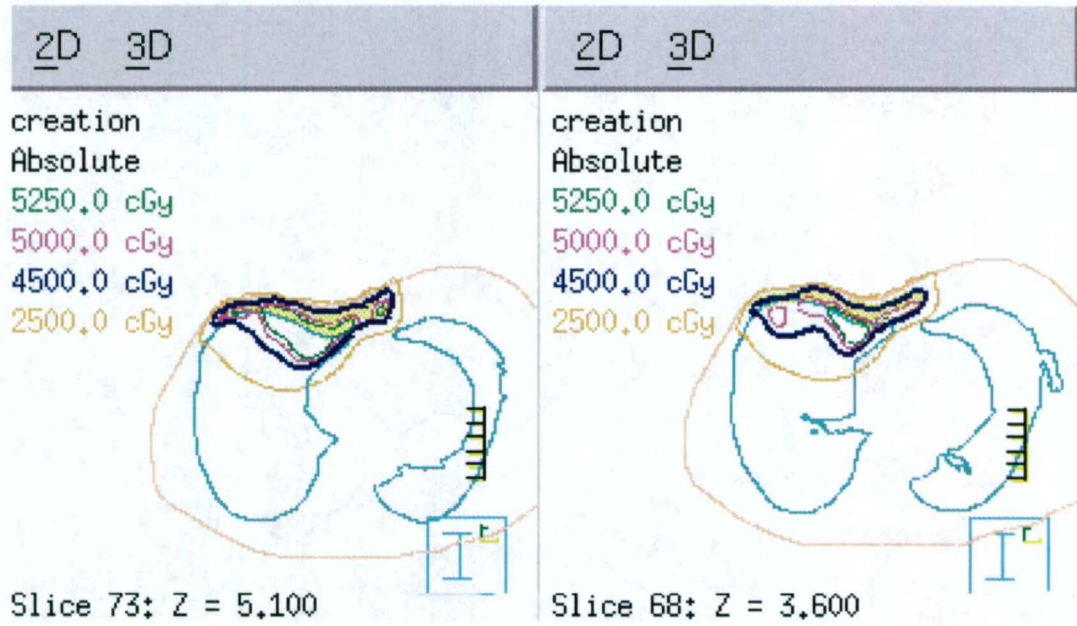 2D 3D
creation
Absolute
5250.0 cGy
5000.0 cGy
4500.0 cGy
2500.0 cGy
Slice 73: Z = 5.100
2D 3D
creation
Absolute
5250.0 cGy
5000.0 cGy
4500.0 cGy
2500.0 cGy
Slice 68: Z = 3.600